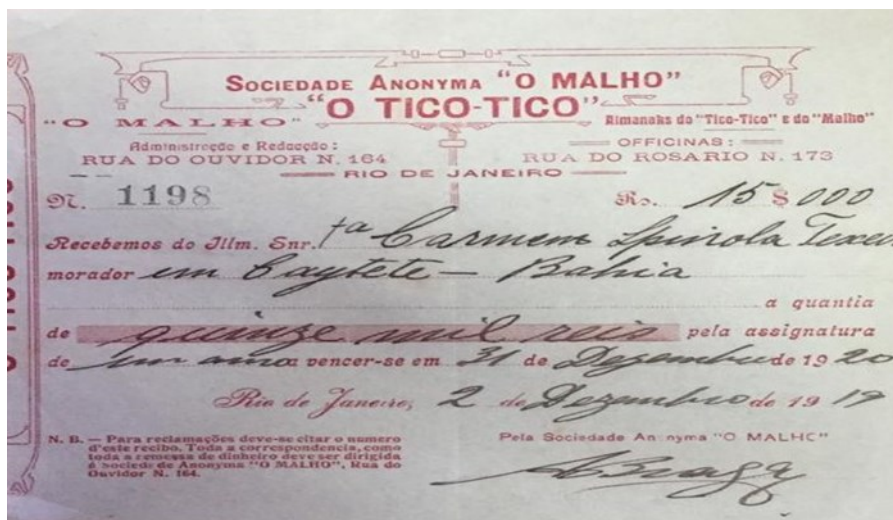 SOCIEDADE ANONYMA "O MALHO"
"O MALHO" "O TICO-TICO" Almanaks do "Tico-Tico" e do "Malho"
Administração e Redacção: OFFICINAS:
RUA DO OUVIDOR N. 164 RUA DO ROSARIO N. 173
RIO DE JANEIRO
N. 1198 Rs. 15 $ 000
Recebemos do Illm. Snr.ta Carmem Spinola Texei
morador em Caytete — Bahia
a quantia
de quinze mil reis pela assignatura
de um anno a vencer-se em 31 de Dezembro de 1920
Rio de Janeiro, 2 de Dezembro de 1919
N. B. — Para reclamações deve-se citar o numero
d'este recibo. Toda a correspondencia, como
toda a remessa de dinheiro deve ser dirigida
á Sociedade Anonyma "O MALHO", Rua do
Ouvidor N. 164.
Pela Sociedade Anonyma "O MALHO"
ABraga